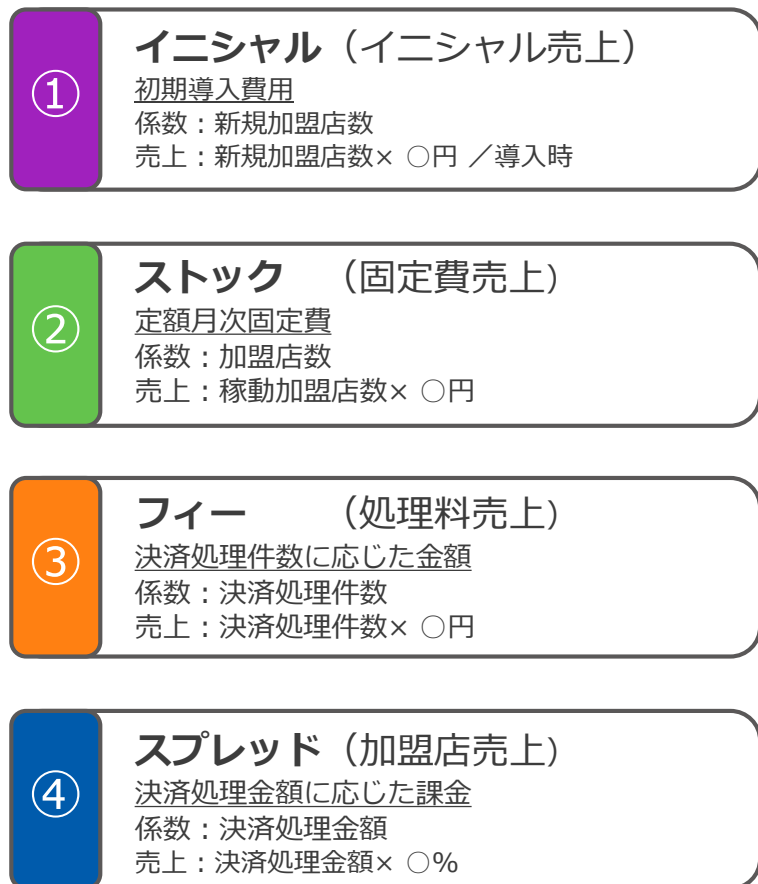 ①
イニシャル（イニシャル売上）
初期導入費用
係数：新規加盟店数
売上：新規加盟店数× ○円 ／導入時
②
ストック　（固定費売上）
定額月次固定費
係数：加盟店数
売上：稼動加盟店数× ○円
③
フィー　　（処理料売上）
決済処理件数に応じた金額
係数：決済処理件数
売上：決済処理件数× ○円
④
スプレッド（加盟店売上）
決済処理金額に応じた課金
係数：決済処理金額
売上：決済処理金額× ○%